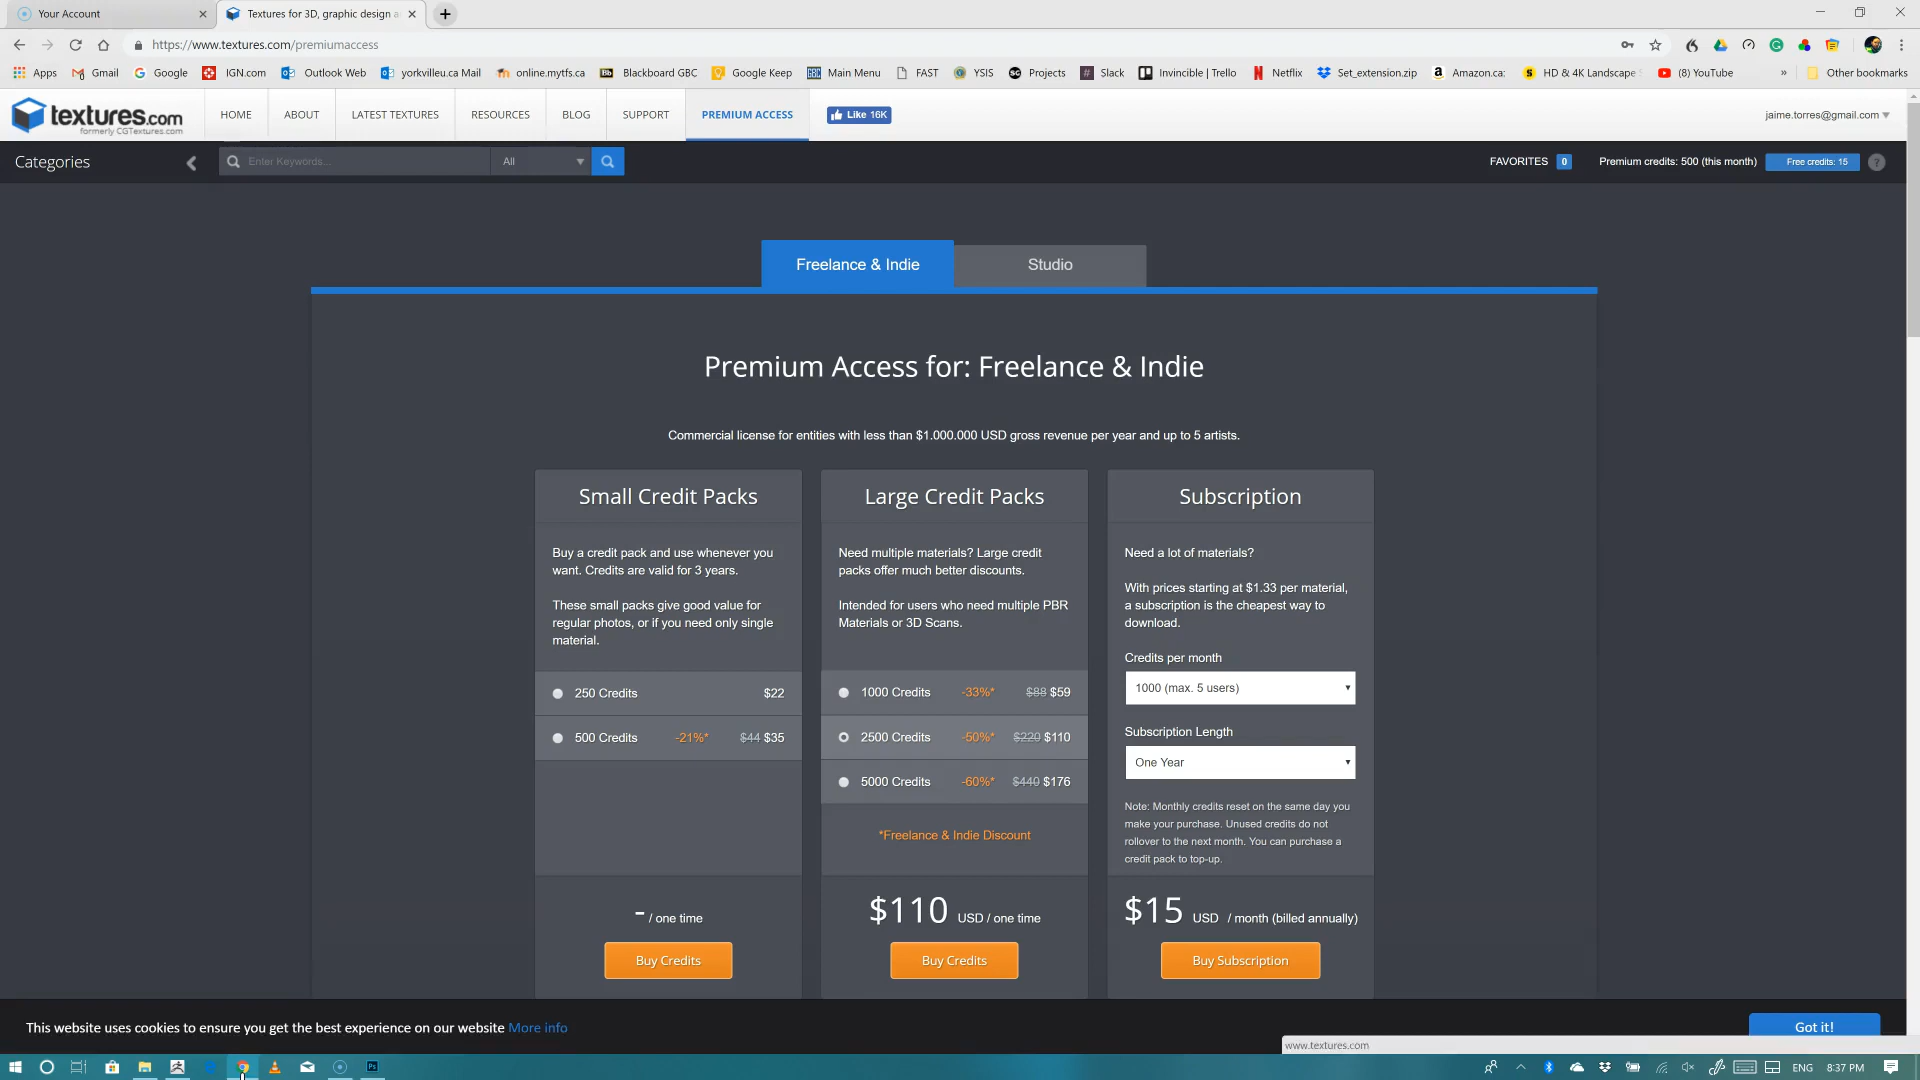 Your Account
Textures for 3D, graphic design a
https://www.textures.com/premiumaccess
Apps
Gmail
Google
IGN.com
Outlook Web
yorkvilleu.ca Mail
online.mytfs.ca
Blackboard GBC
Google Keep
Main Menu
FAST
YSIS
Projects
Slack
Invincible | Trello
Netflix
Set_extension.zip
Amazon.ca:
HD & 4K Landscape
(8) YouTube
»
Other bookmarks
textures.com
formerly CGTextures.com
HOME
ABOUT
LATEST TEXTURES
RESOURCES
BLOG
SUPPORT
PREMIUM ACCESS
Like 16K
jaime.torres@gmail.com
Categories
Enter Keywords...
All
FAVORITES 0
Premium credits: 500 (this month)
Free credits: 15
?
Freelance & Indie
Studio
Premium Access for: Freelance & Indie
Commercial license for entities with less than $1.000.000 USD gross revenue per year and up to 5 artists.
Small Credit Packs
Buy a credit pack and use whenever you
want. Credits are valid for 3 years.
These small packs give good value for
regular photos, or if you need only single
material.
250 Credits $22
500 Credits -21%* $44 $35
- / one time
Buy Credits
Large Credit Packs
Need multiple materials? Large credit
packs offer much better discounts.
Intended for users who need multiple PBR
Materials or 3D Scans.
1000 Credits -33%* $88 $59
2500 Credits -50%* $220 $110
5000 Credits -60%* $440 $176
*Freelance & Indie Discount
$110 USD / one time
Buy Credits
Subscription
Need a lot of materials?
With prices starting at $1.33 per material,
a subscription is the cheapest way to
download.
Credits per month
1000 (max. 5 users)
Subscription Length
One Year
Note: Monthly credits reset on the same day you
make your purchase. Unused credits do not
rollover to the next month. You can purchase a
credit pack to top-up.
$15 USD / month (billed annually)
Buy Subscription
This website uses cookies to ensure you get the best experience on our website More info
Got it!
www.textures.com
ENG
8:37 PM